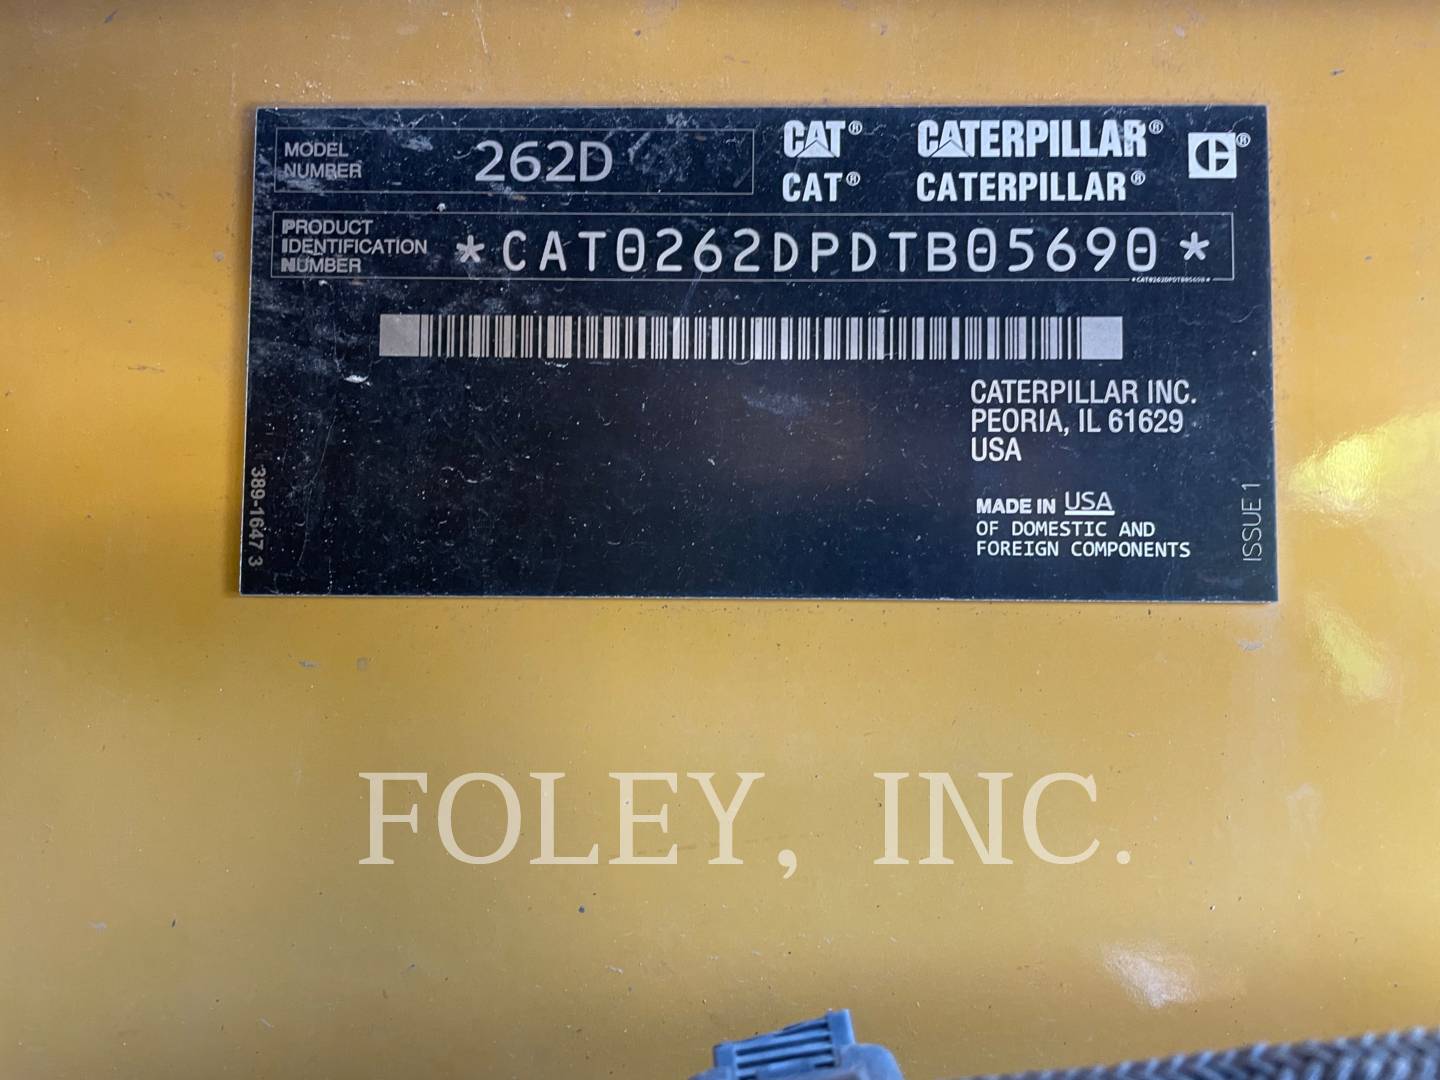 MODEL
NUMBER
262D
CAT® CATERPILLAR®
CAT® CATERPILLAR®
PRODUCT
IDENTIFICATION
NUMBER
*CAT0262DPDTB05690*
*CAT0262DPDTB05690*
CATERPILLAR INC.
PEORIA, IL 61629
USA
MADE IN USA
OF DOMESTIC AND
FOREIGN COMPONENTS
389-1647 3
ISSUE 1
FOLEY, INC.